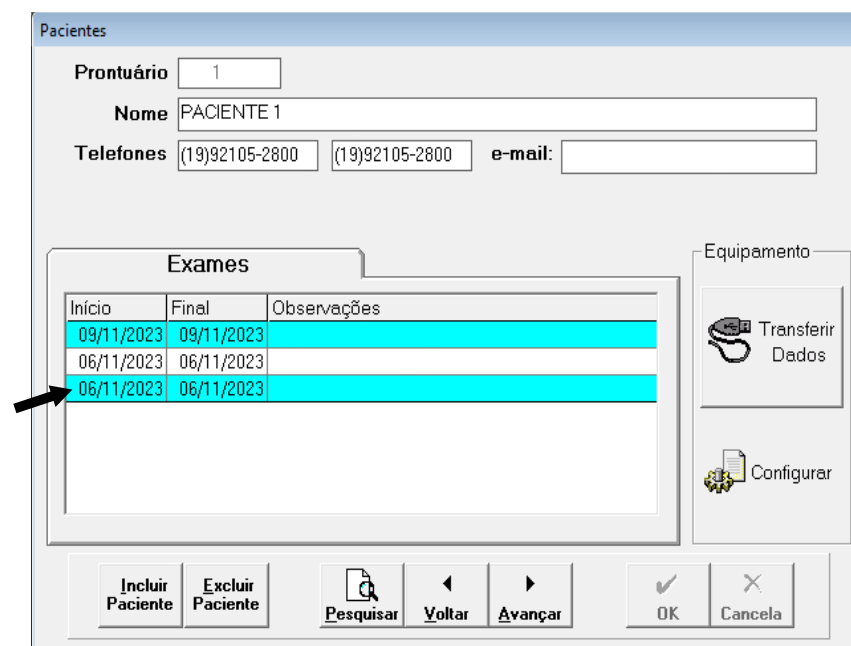 Pacientes
Prontuário 1
Nome PACIENTE 1
Telefones (19)92105-2800 (19)92105-2800 e-mail:
Exames
Início Final Observações
09/11/2023 09/11/2023
06/11/2023 06/11/2023
06/11/2023 06/11/2023
Equipamento
Transferir
Dados
Configurar
Incluir
Paciente
Excluir
Paciente
Pesquisar
Voltar
Avançar
OK
Cancela